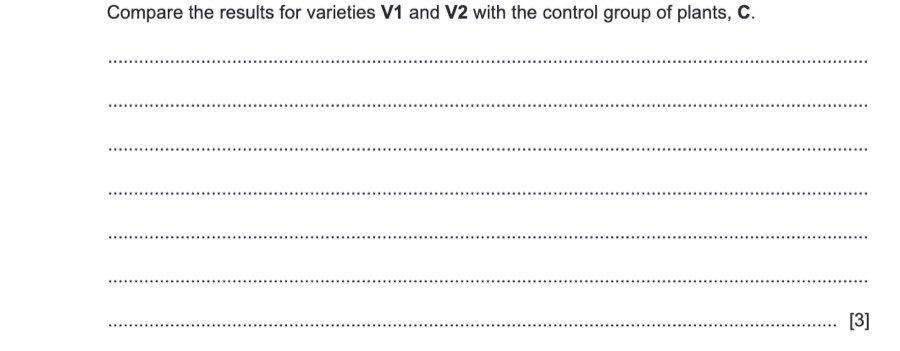 Compare the results for varieties V1 and V2 with the control group of plants, C.
[3]